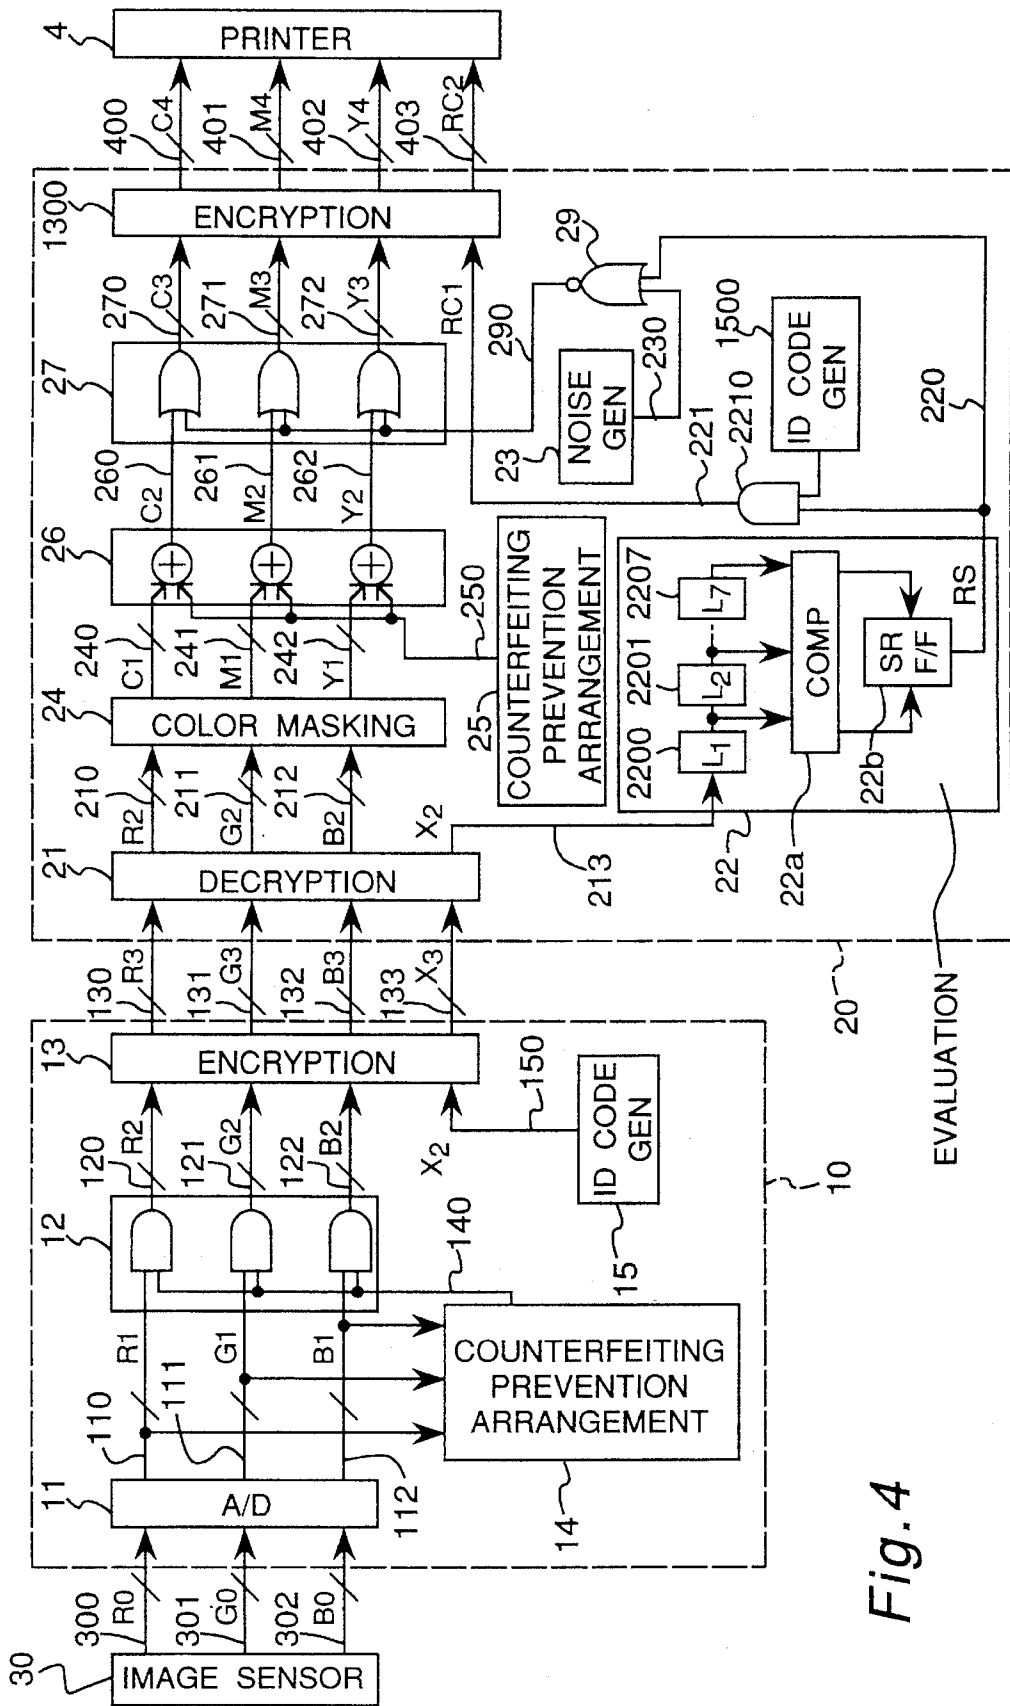 30
IMAGE SENSOR
300
R0
301
G0
302
B0
11
A/D
110
R1
111
G1
112
B1
12
14
COUNTERFEITING
PREVENTION
ARRANGEMENT
140
120
R2
121
G2
122
B2
15
ID CODE
GEN
150
X2
13
ENCRYPTION
10
130
R3
131
G3
132
B3
133
X3
20
21
DECRYPTION
210
R2
211
G2
212
B2
X2
213
24
COLOR MASKING
240
C1
241
M1
242
Y1
25
COUNTERFEITING
PREVENTION
ARRANGEMENT
250
26
260
C2
261
M2
262
Y2
27
270
C3
271
M3
272
Y3
RC1
22
2200
L1
2201
L2
2207
L7
COMP
22a
SR
F/F
22b
RS
EVALUATION
220
221
2210
1500
ID CODE
GEN
23
NOISE
GEN
230
29
290
1300
ENCRYPTION
400
C4
401
M4
402
Y4
403
RC2
4
PRINTER
Fig.4